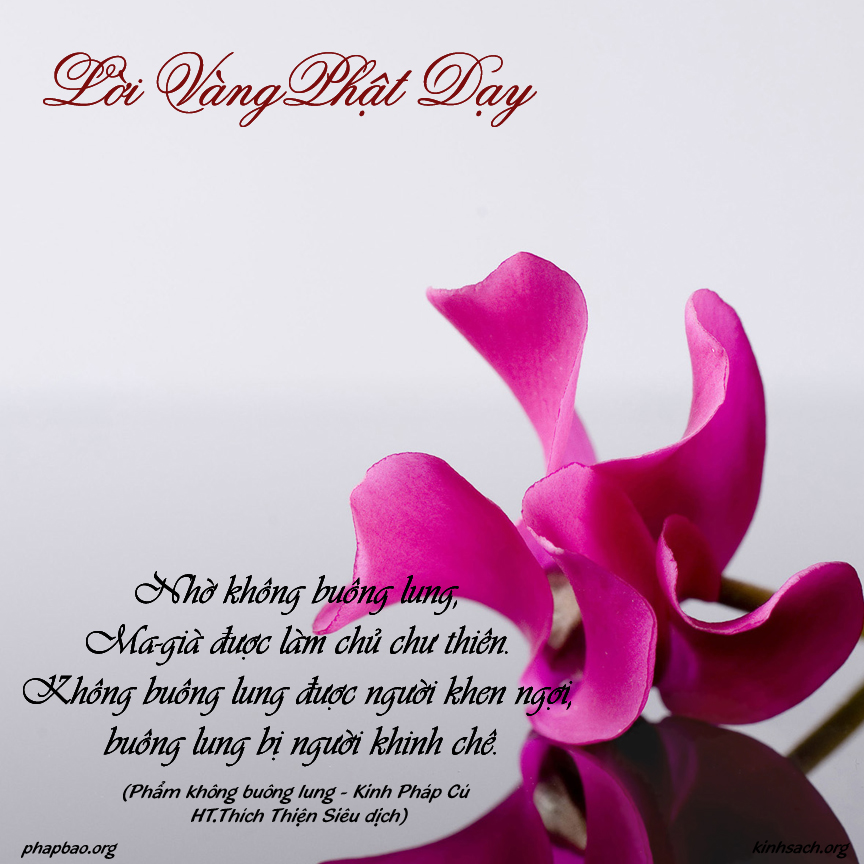 Lời Vàng Phật Dạy
Nhờ không buông lung,
Ma-già được làm chủ chư thiên.
Không buông lung được người khen ngợi,
buông lung bị người khinh chê.
(Phẩm không buông lung - Kinh Pháp Cú
HT.Thích Thiện Siêu dịch)
phapbao.org
kinhsach.org